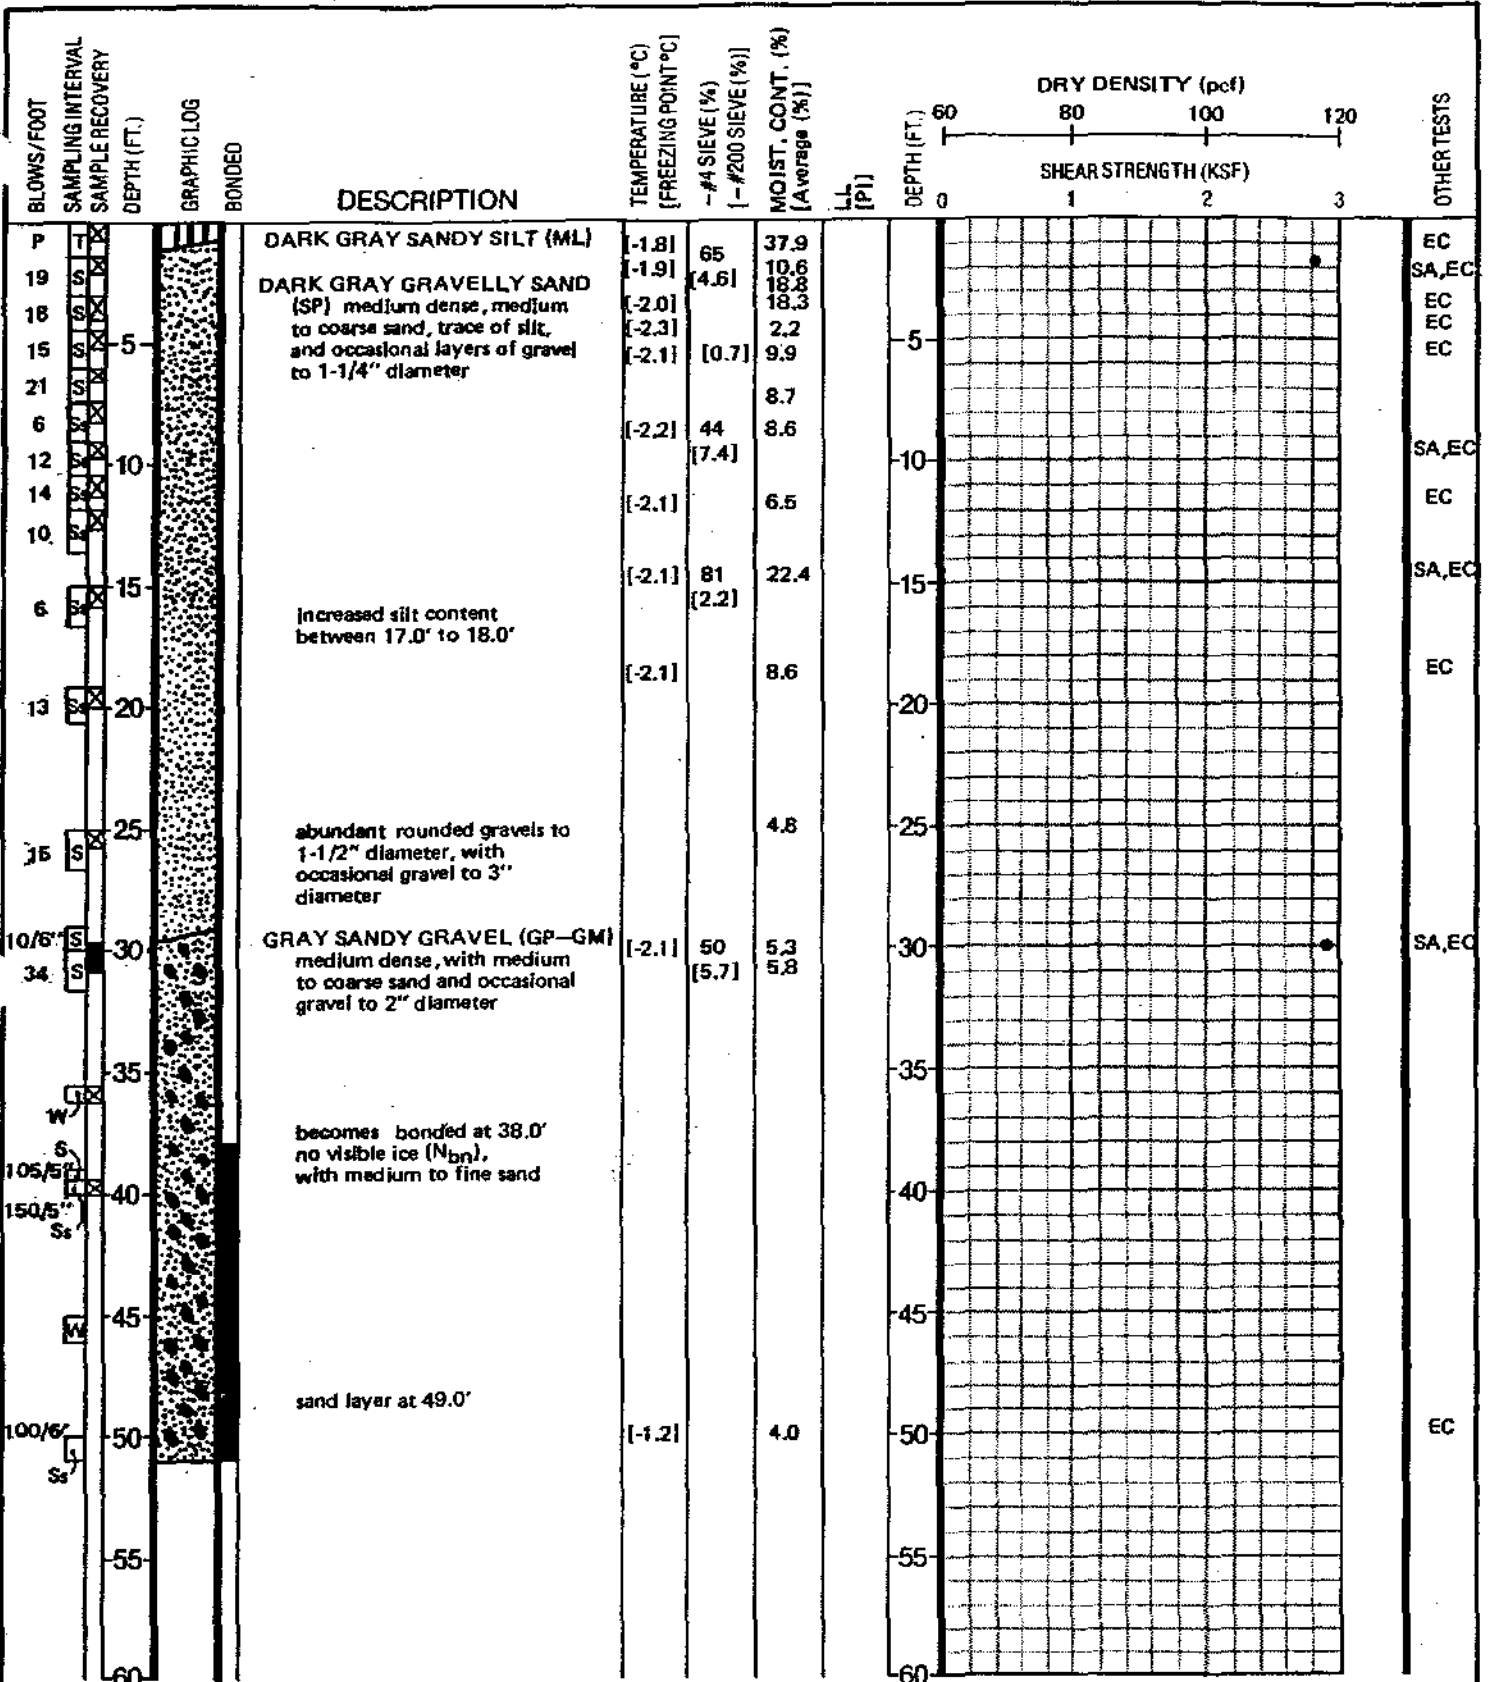 BLOWS/FOOT
SAMPLING INTERVAL
SAMPLE RECOVERY
DEPTH (FT.)
GRAPHIC LOG
BONDED
DESCRIPTION
TEMPERATURE (°C)
[FREEZING POINT °C]
-#4 SIEVE (%)
[-#200 SIEVE (%)]
MOIST. CONT. (%)
[Average (%)]
LL
[PI]
DEPTH (FT.)
DRY DENSITY (pcf)
60 80 100 120
SHEAR STRENGTH (KSF)
0 1 2 3
OTHER TESTS
P T DARK GRAY SANDY SILT (ML) [-1.8] 65 37.9 EC
19 S DARK GRAY GRAVELLY SAND [-1.9] [4.6] 10.6 SA,EC
18.8
18 S (SP) medium dense, medium [-2.0] 18.3 EC
to coarse sand, trace of silt, [-2.3] 2.2 EC
15 S 5 and occasional layers of gravel [-2.1] [0.7] 9.9 5 EC
to 1-1/4" diameter
21 S 8.7
6 Ss [-2.2] 44 8.6
12 Ss 10 [7.4] 10 SA,EC
14 Ss [-2.1] 6.5 EC
10 Ss
15 [-2.1] 81 22.4 15 SA,EC
6 Ss [2.2]
increased silt content
between 17.0' to 18.0'
[-2.1] 8.6 EC
13 Ss 20 20
25 abundant rounded gravels to 4.8 25
15 S 1-1/2" diameter, with
occasional gravel to 3"
diameter
10/6" S 30 GRAY SANDY GRAVEL (GP-GM) [-2.1] 50 5.3 30 SA,EC
34 S medium dense, with medium [5.7] 5.8
to coarse sand and occasional
gravel to 2" diameter
35 35
W
becomes bonded at 38.0'
S no visible ice (Nbn),
105/5" with medium to fine sand
40 40
150/5"
Ss
45 45
W
sand layer at 49.0'
100/6" 50 [-1.2] 4.0 50 EC
Ss
55 55
60 60